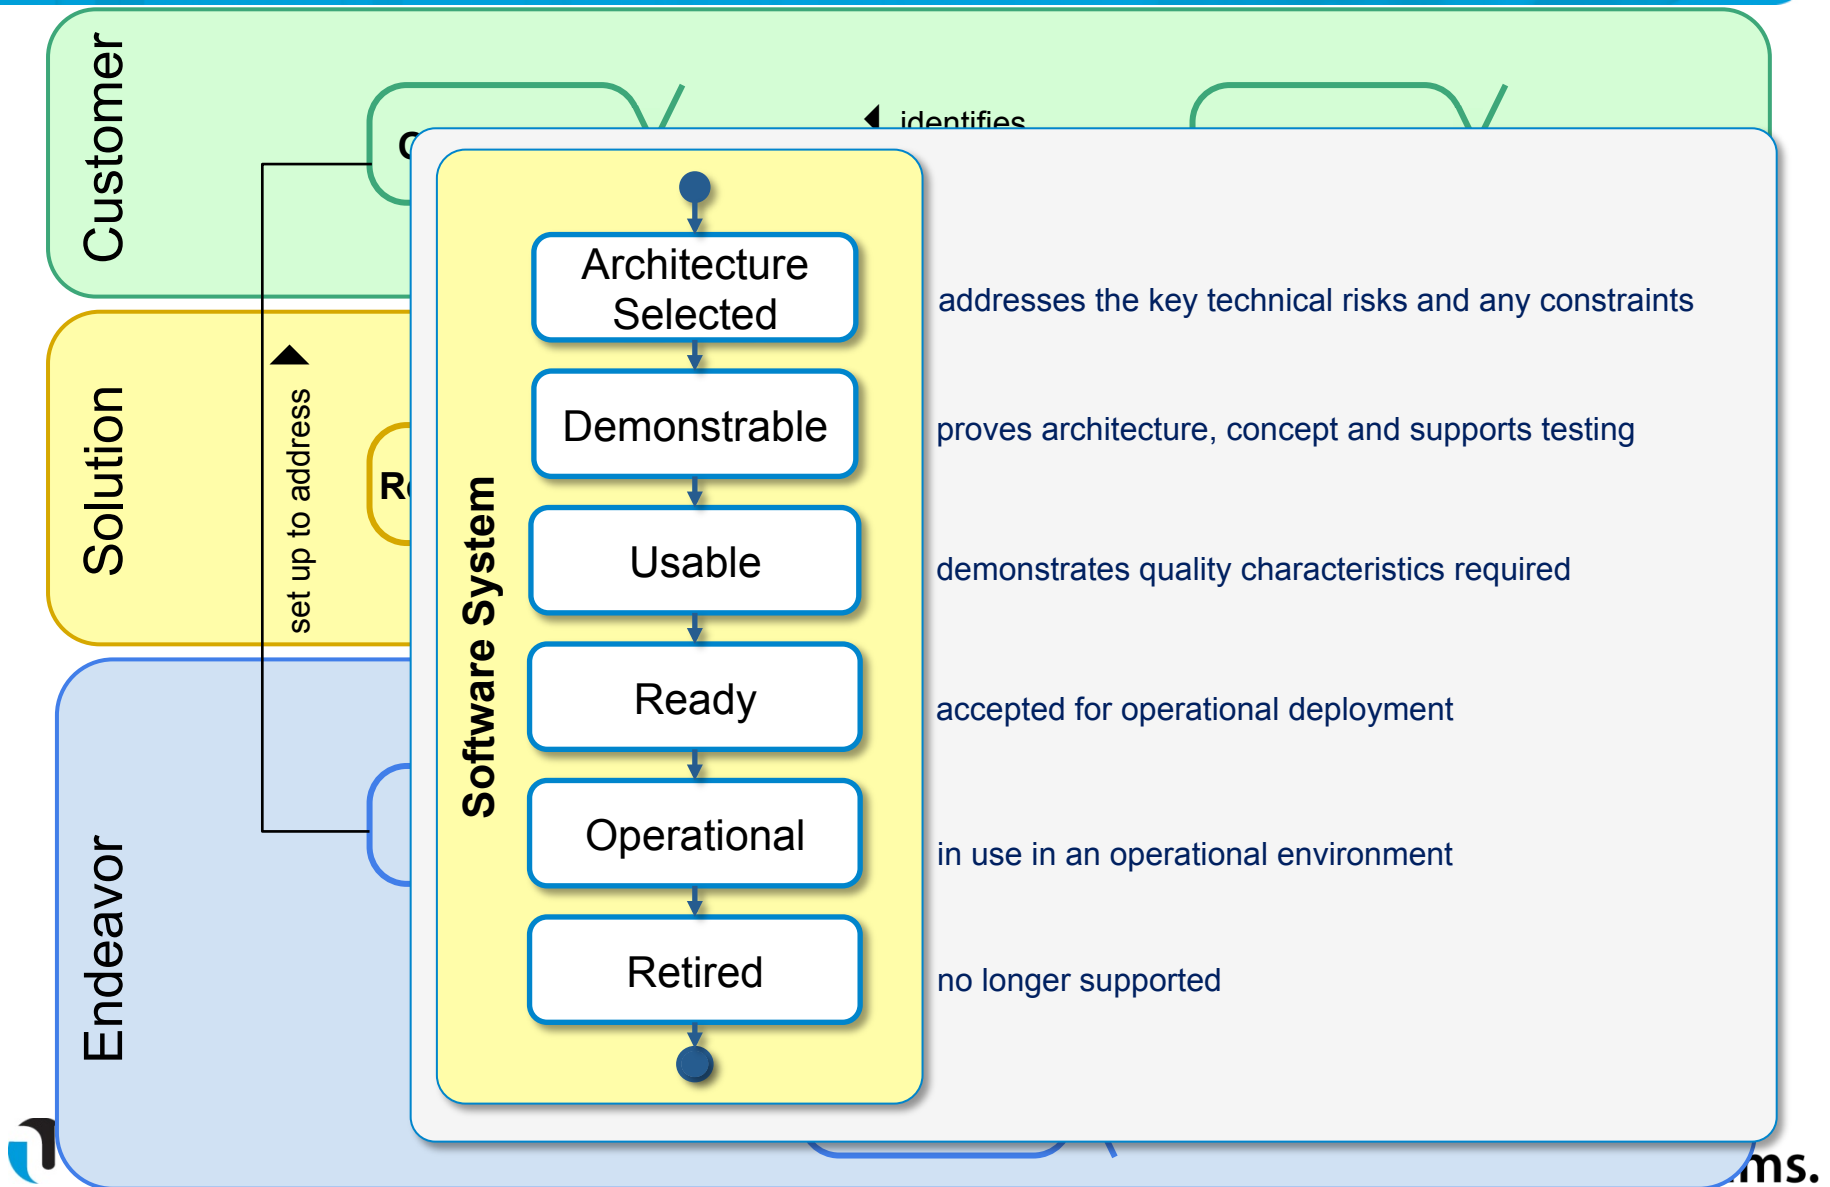 Customer
identifies
Solution
set up to address
Endeavor
Software System
Architecture
Selected
addresses the key technical risks and any constraints
Demonstrable
proves architecture, concept and supports testing
Usable
demonstrates quality characteristics required
Ready
accepted for operational deployment
Operational
in use in an operational environment
Retired
no longer supported